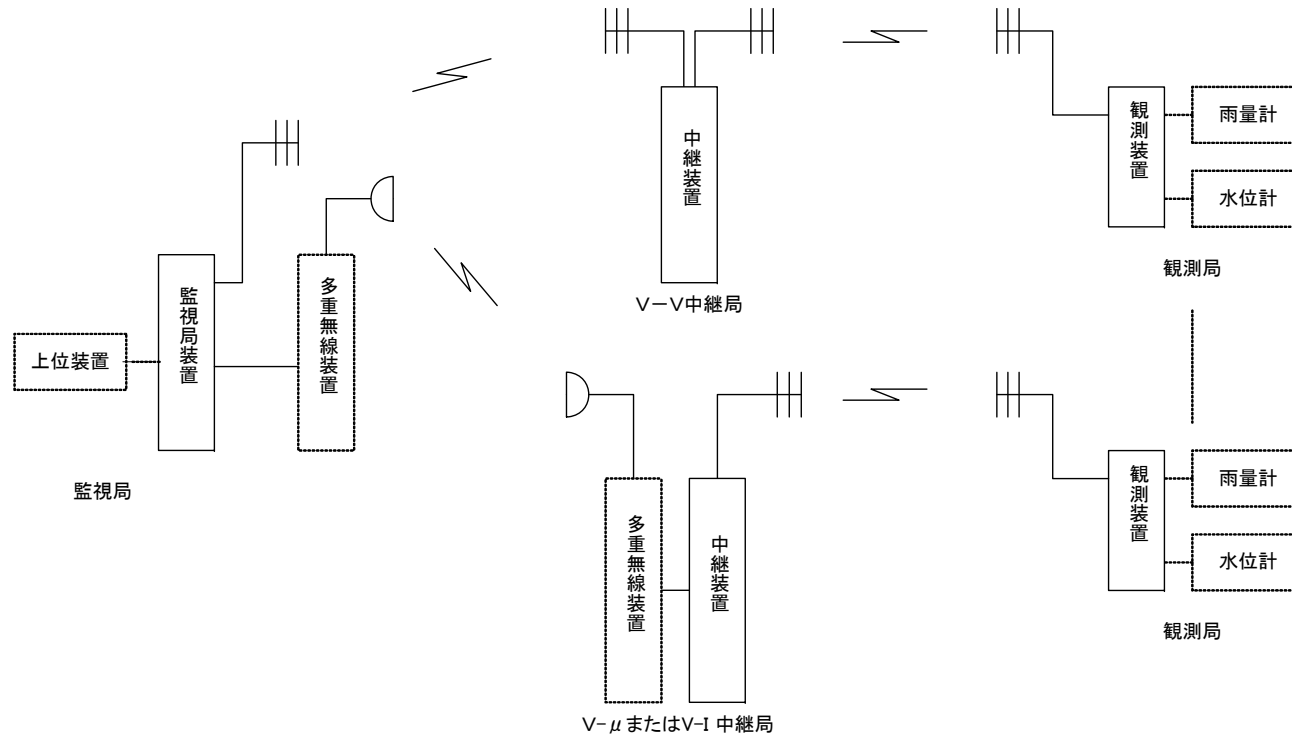 上位装置
監視局装置
多重無線装置
監視局
中継装置
V－V中継局
多重無線装置
中継装置
V-μまたはV-I 中継局
観測装置
雨量計
水位計
観測局
観測装置
雨量計
水位計
観測局